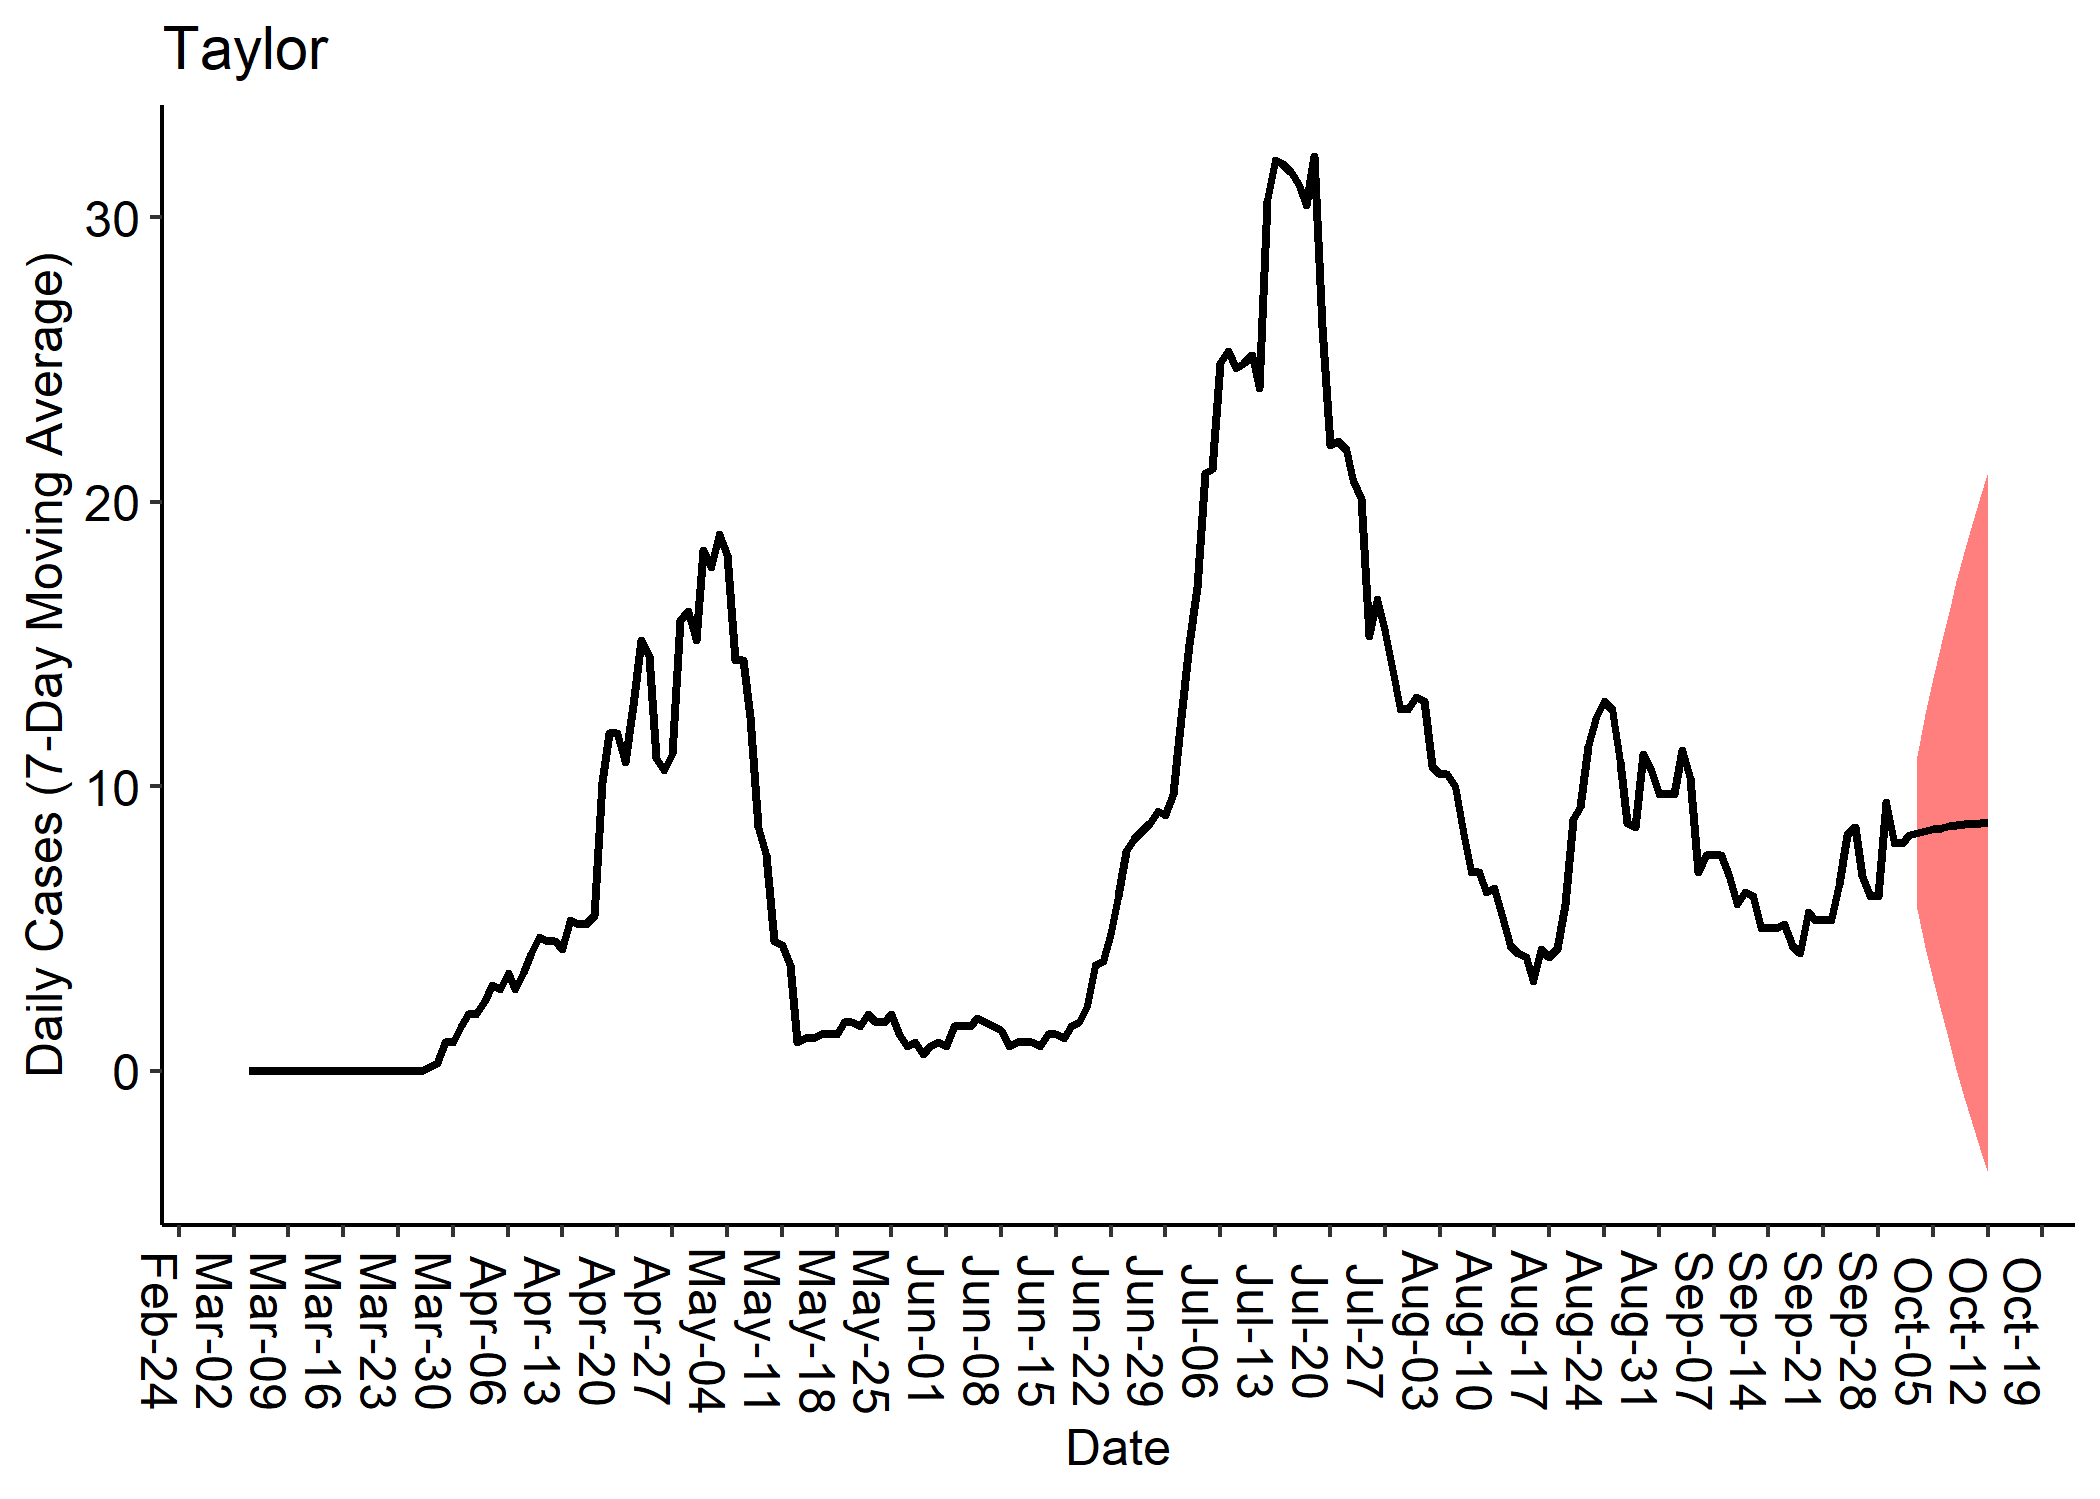 Taylor
Daily Cases (7-Day Moving Average)
30
20
10
0
Feb-24
Mar-02
Mar-09
Mar-16
Mar-23
Mar-30
Apr-06
Apr-13
Apr-20
Apr-27
May-04
May-11
May-18
May-25
Jun-01
Jun-08
Jun-15
Jun-22
Jun-29
Jul-06
Jul-13
Jul-20
Jul-27
Aug-03
Aug-10
Aug-17
Aug-24
Aug-31
Sep-07
Sep-14
Sep-21
Sep-28
Oct-05
Oct-12
Oct-19
Date